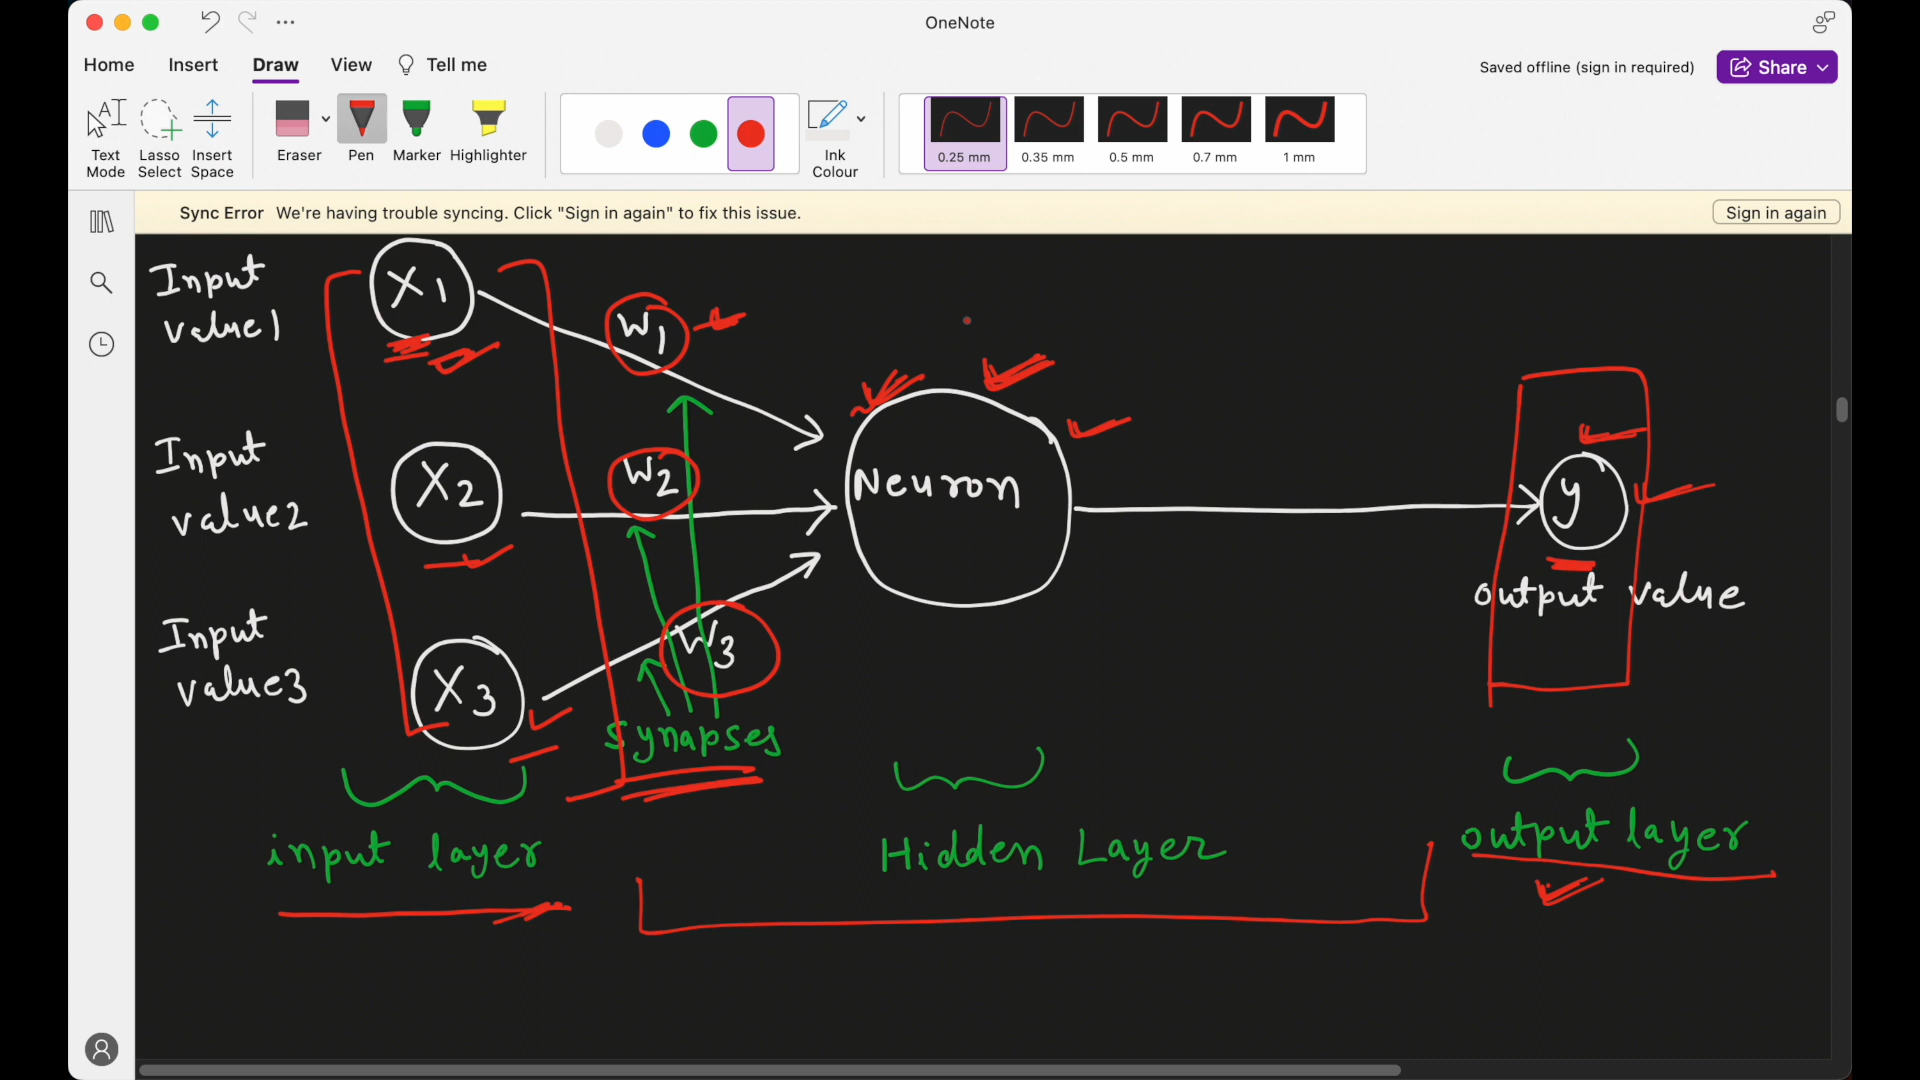 OneNote
Home Insert Draw View Tell me
Saved offline (sign in required)
Share
Text Mode
Lasso Select
Insert Space
Eraser
Pen
Marker
Highlighter
Ink Colour
0.25 mm
0.35 mm
0.5 mm
0.7 mm
1 mm
Sync Error We're having trouble syncing. Click "Sign in again" to fix this issue.
Sign in again
Input
value1
X1
W1
Input
value2
X2
W2
Neuron
y
output value
Input
value3
X3
W3
synapses
input layer
Hidden Layer
output layer